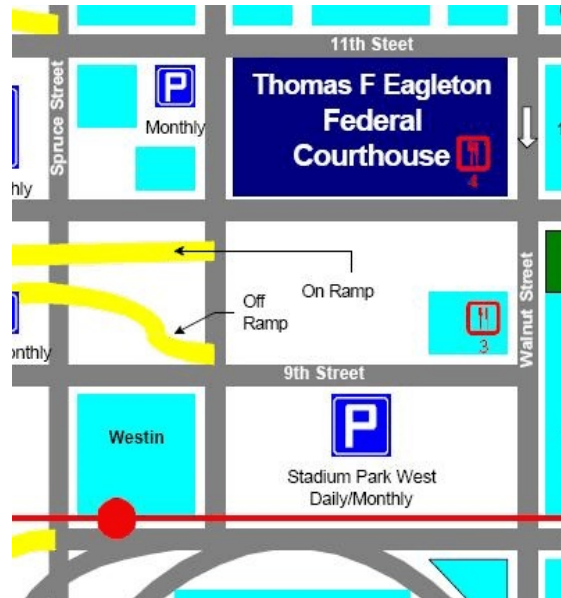 11th Steet
Spruce Street
P
Monthly
Thomas F Eagleton
Federal
Courthouse
4
hly
On Ramp
Off
Ramp
Walnut Street
3
onthly
9th Street
Westin
P
Stadium Park West
Daily/Monthly